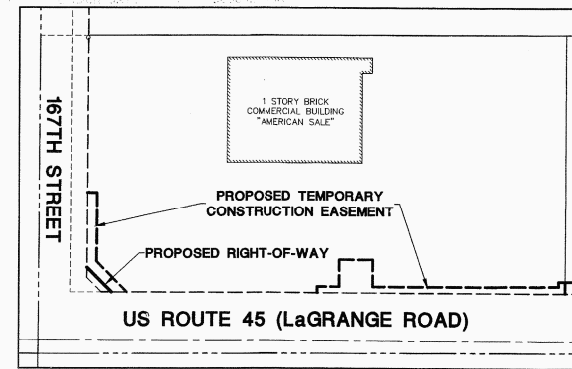 1 STORY BRICK
COMMERCIAL BUILDING
"AMERICAN SALE"
167TH STREET
PROPOSED TEMPORARY
CONSTRUCTION EASEMENT
PROPOSED RIGHT-OF-WAY
US ROUTE 45 (LaGRANGE ROAD)